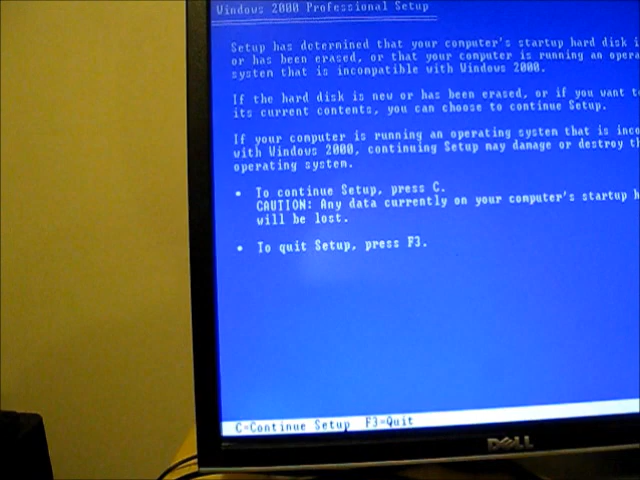 Windows 2000 Professional Setup
Setup has determined that your computer's startup hard disk i
or has been erased, or that your computer is running an opera
system that is incompatible with Windows 2000.
If the hard disk is new or has been erased, or if you want to
its current contents, you can choose to continue Setup.
If your computer is running an operating system that is inco
with Windows 2000, continuing Setup may damage or destroy th
operating system.
• To continue Setup, press C.
CAUTION: Any data currently on your computer's startup h
will be lost.
• To quit Setup, press F3.
C=Continue Setup F3=Quit
DELL